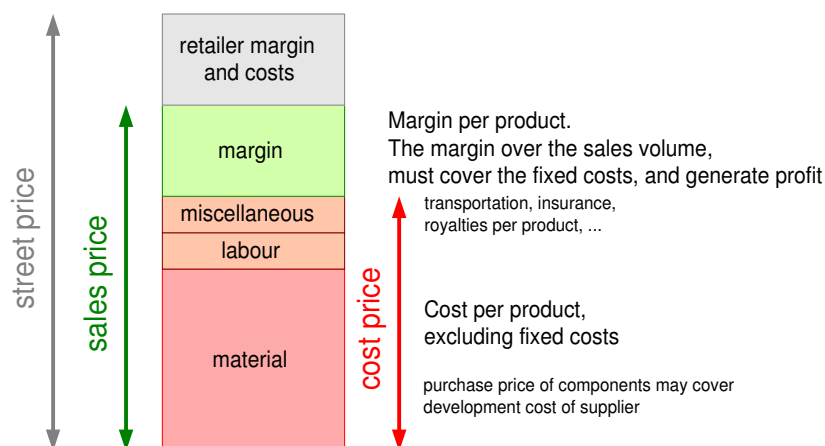 street price
sales price
retailer margin
and costs
margin
miscellaneous
labour
material
cost price
Margin per product.
The margin over the sales volume,
must cover the fixed costs, and generate profit
transportation, insurance,
royalties per product, ...
Cost per product,
excluding fixed costs
purchase price of components may cover
development cost of supplier